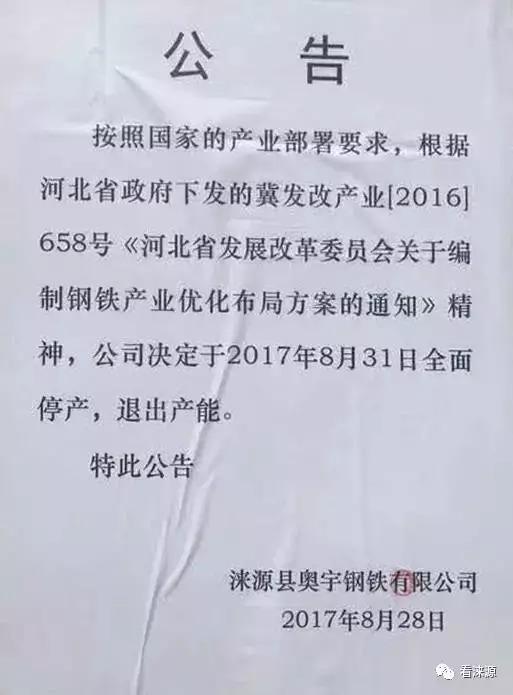 公 告
按照国家的产业部署要求，根据
河北省政府下发的冀发改产业[2016]
658号《河北省发展改革委员会关于编
制钢铁产业优化布局方案的通知》精
神，公司决定于2017年8月31日全面
停产，退出产能。
特此公告
涞源县奥宇钢铁有限公司
2017年8月28日
看涞源